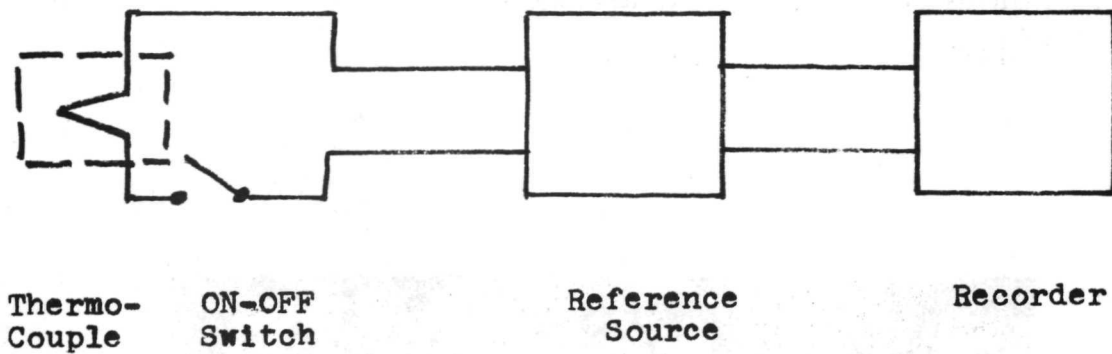 Thermo-
Couple
ON-OFF
Switch
Reference
Source
Recorder